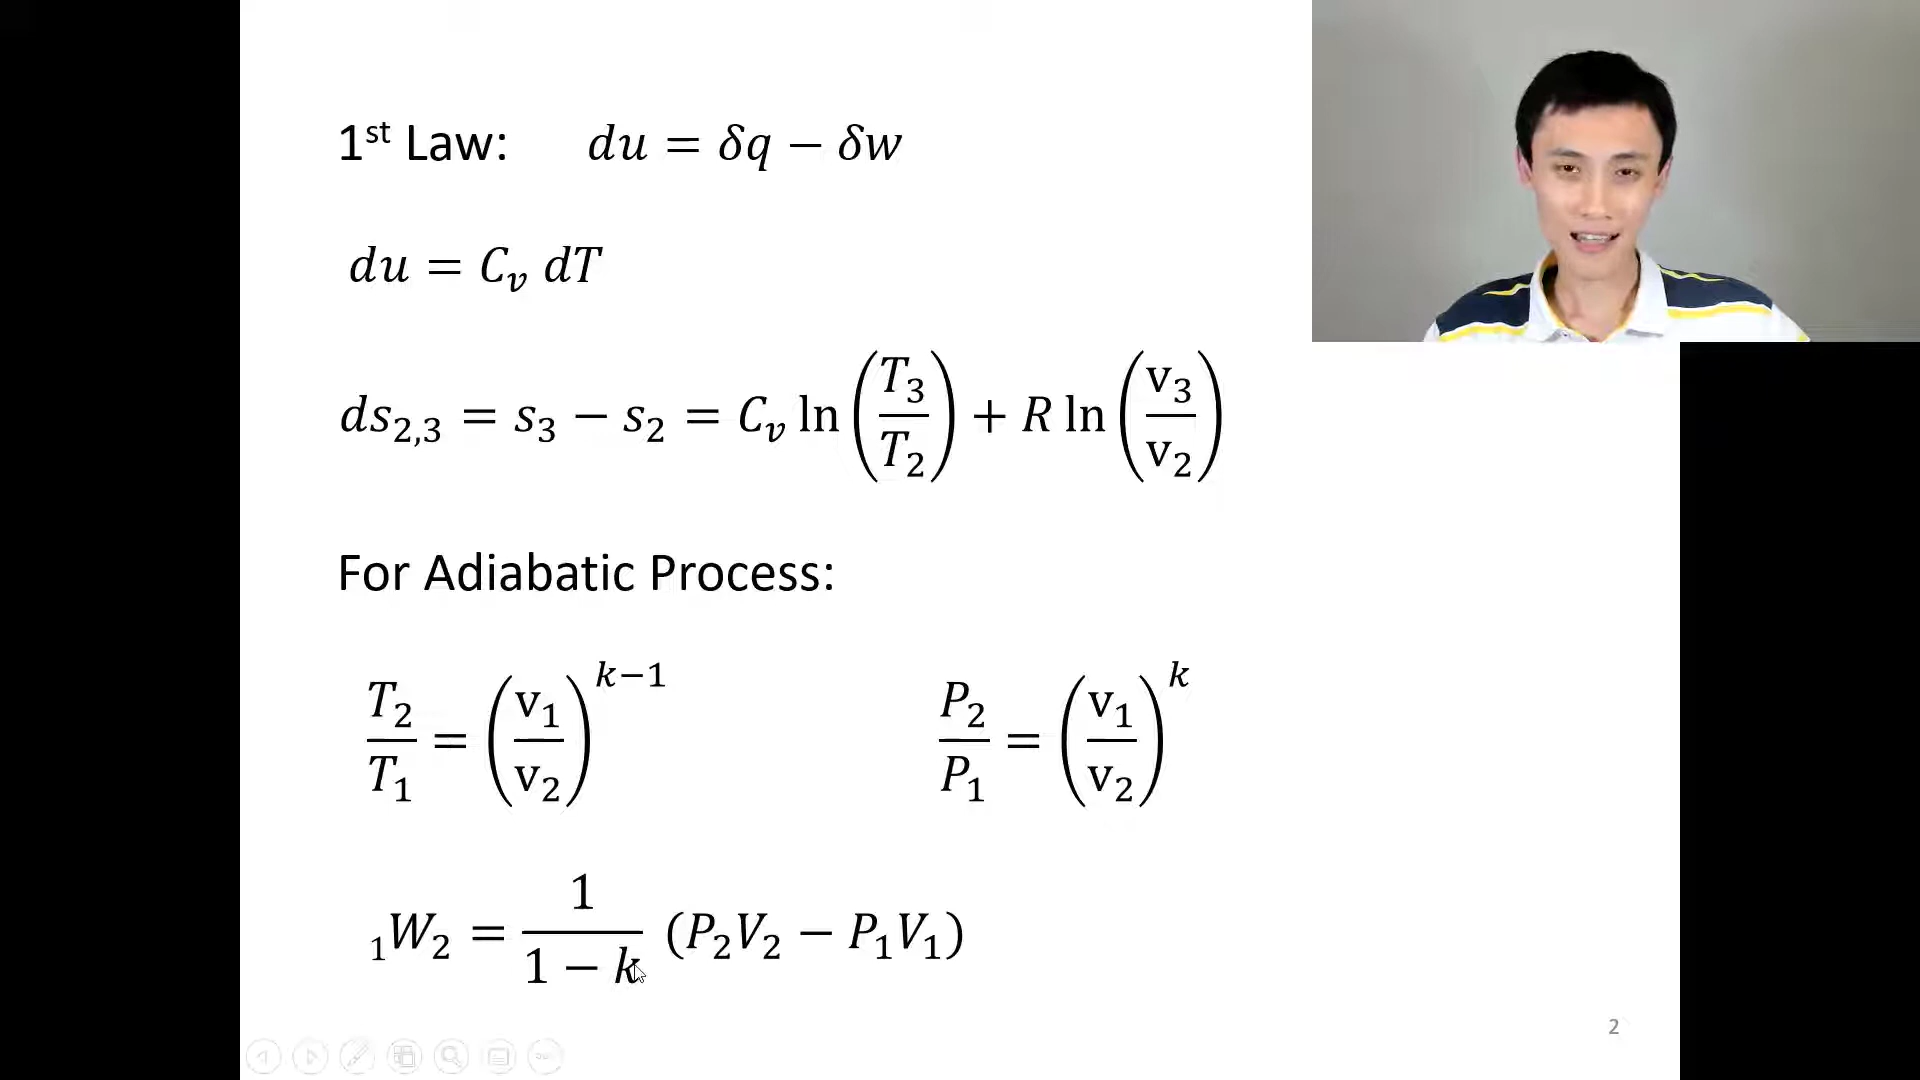 1st Law: du = δq − δw
du = C_v dT
ds_{2,3} = s_3 − s_2 = C_v ln(T_3/T_2) + R ln(v_3/v_2)
For Adiabatic Process:
T_2/T_1 = (v_1/v_2)^{k−1} P_2/P_1 = (v_1/v_2)^k
_1W_2 = 1/(1 − k) (P_2V_2 − P_1V_1)
2